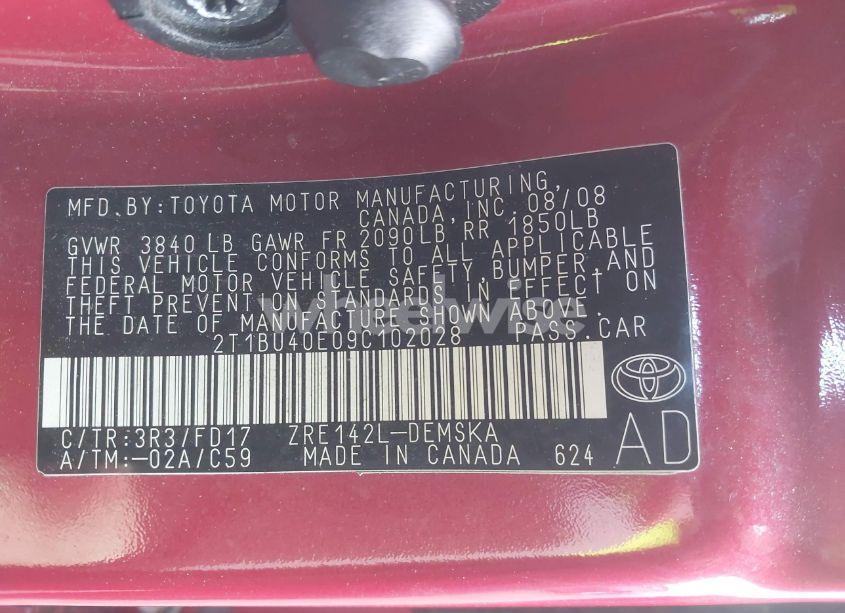 MFD.BY:TOYOTA MOTOR MANUFACTURING,
CANADA, INC. 08/08
GVWR 3840 LB GAWR FR 2090LB RR 1850LB
THIS VEHICLE CONFORMS TO ALL APPLICABLE
FEDERAL MOTOR VEHICLE SAFETY, BUMPER, AND
THEFT PREVENTION STANDARDS IN EFFECT ON
THE DATE OF MANUFACTURE SHOWN ABOVE.
2T1BU40E09C102028 PASS.CAR
C/TR:3R3/FD17 ZRE142L-DEMSKA
A/TM:-02A/C59 MADE IN CANADA 624
AD
wheelwise